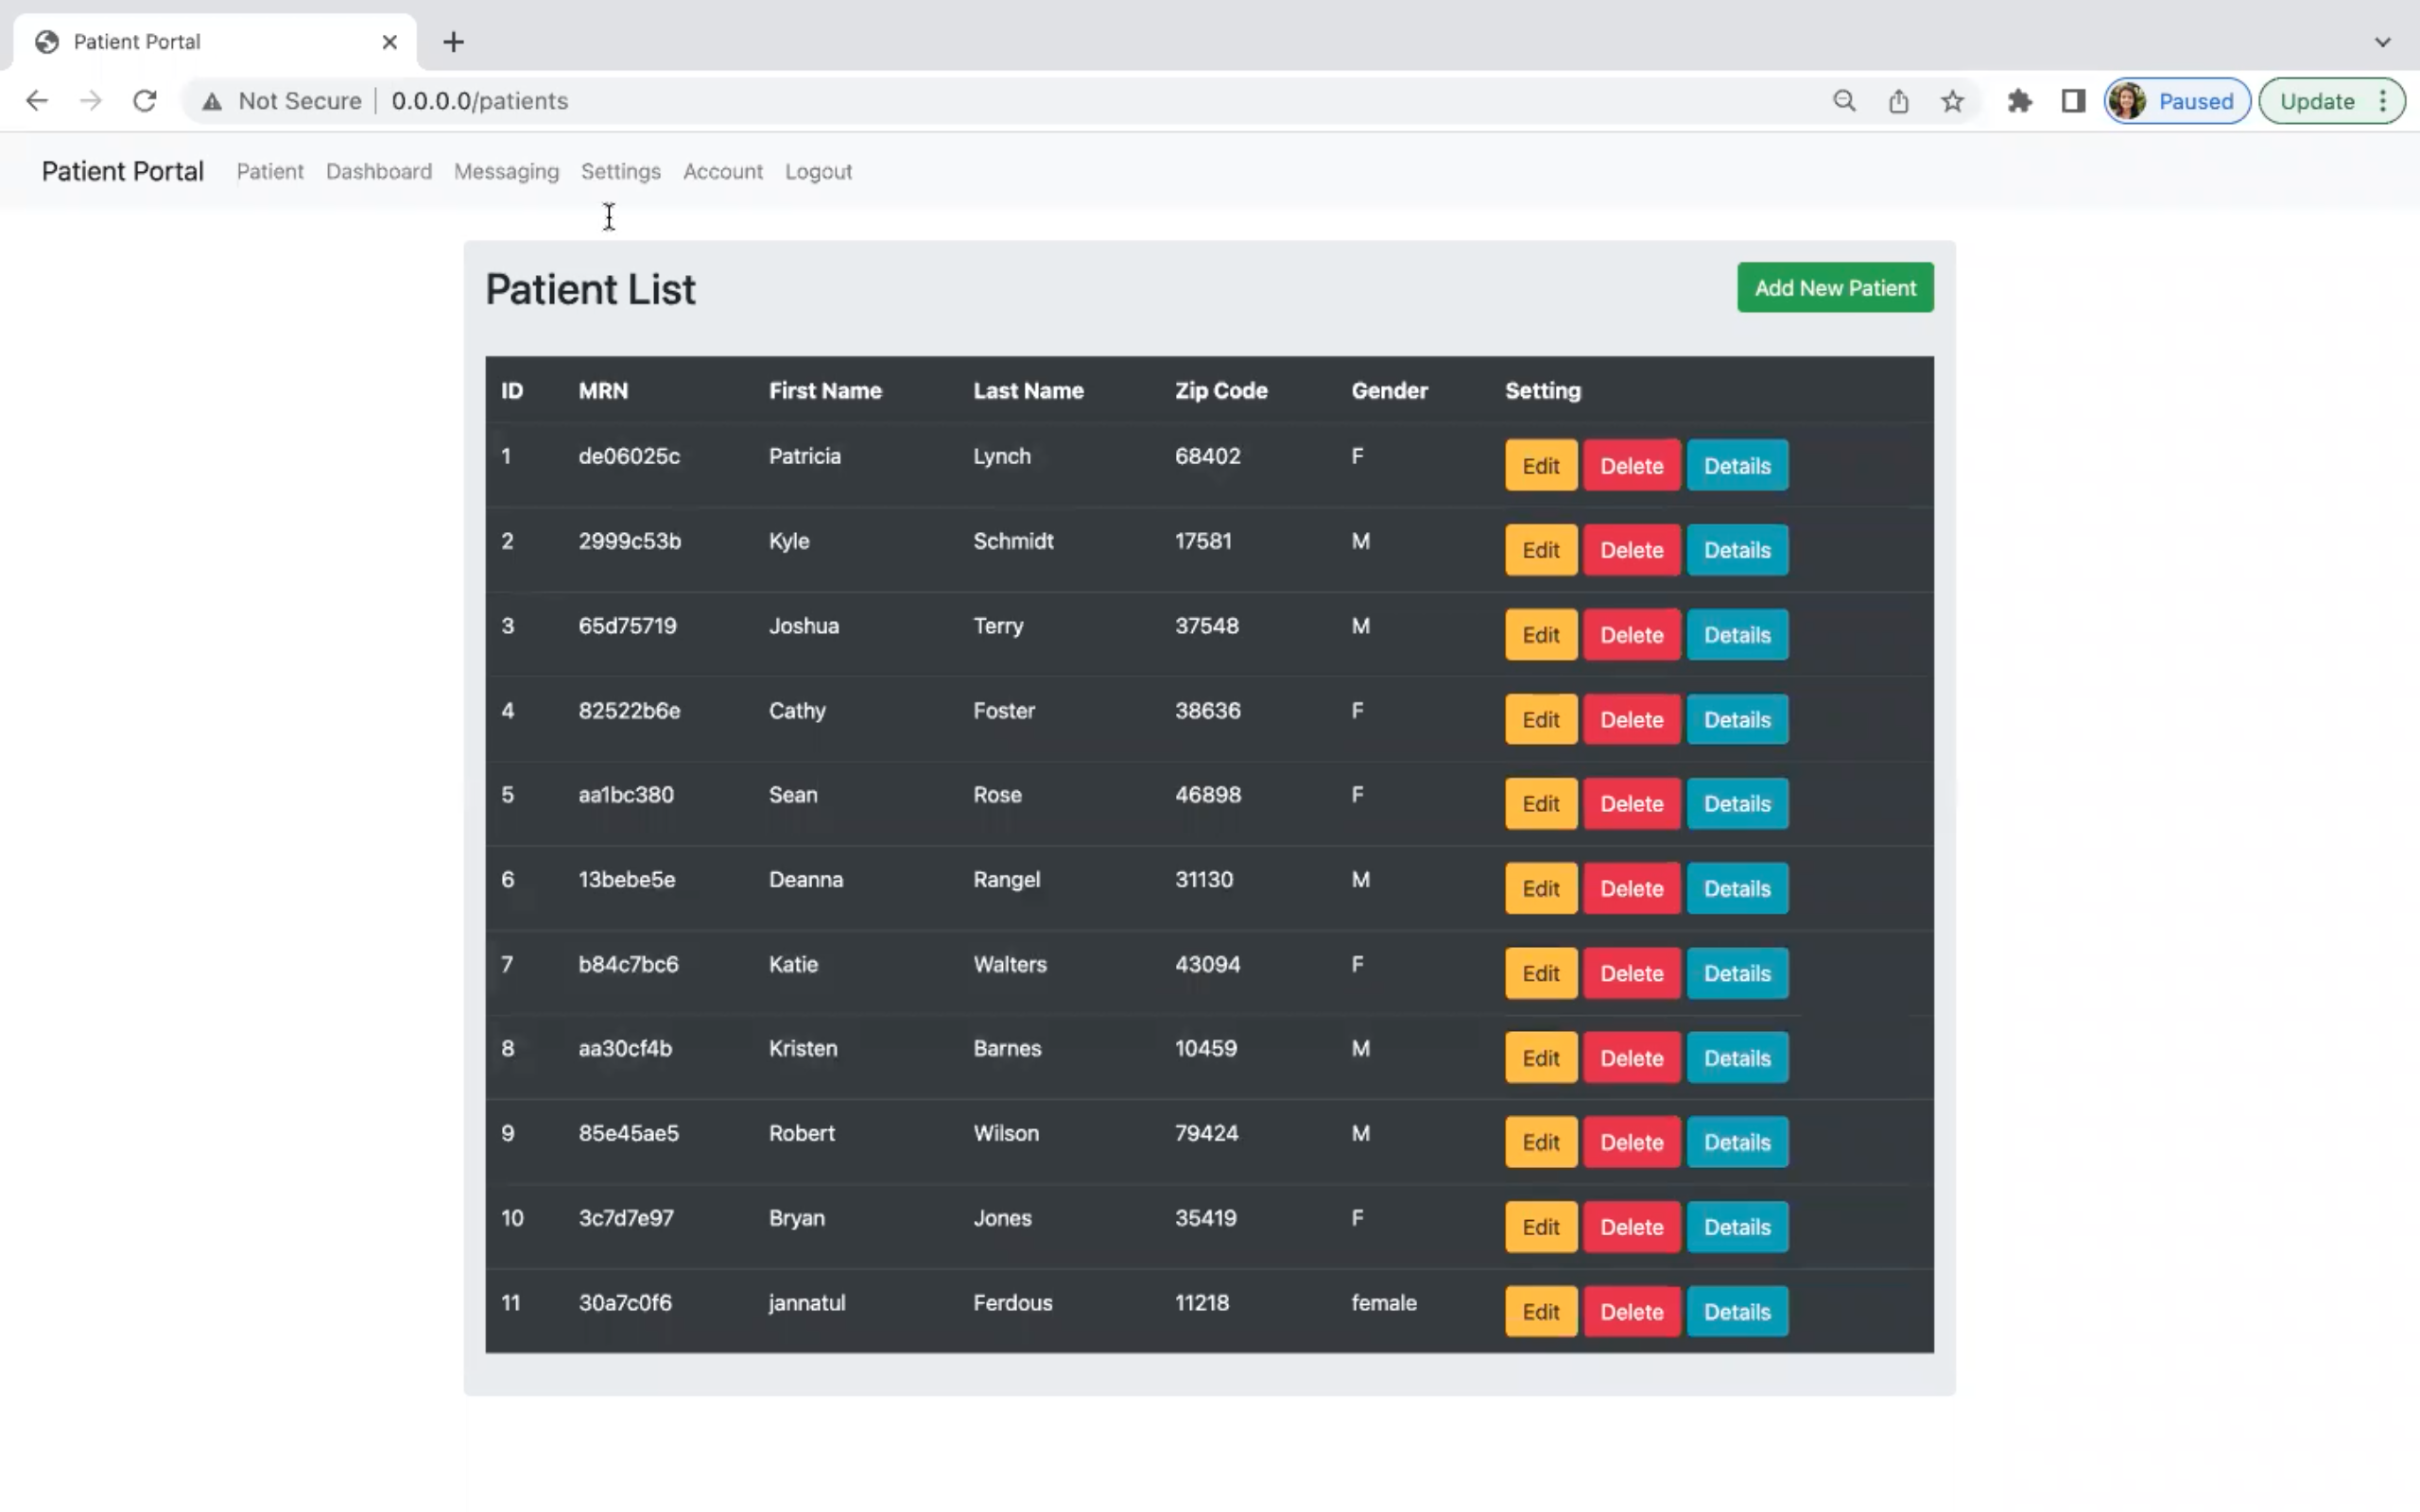 Patient Portal
Not Secure | 0.0.0.0/patients Paused Update
Patient Portal Patient Dashboard Messaging Settings Account Logout
Patient List Add New Patient
ID MRN First Name Last Name Zip Code Gender Setting
1 de06025c Patricia Lynch 68402 F Edit Delete Details
2 2999c53b Kyle Schmidt 17581 M Edit Delete Details
3 65d75719 Joshua Terry 37548 M Edit Delete Details
4 82522b6e Cathy Foster 38636 F Edit Delete Details
5 aa1bc380 Sean Rose 46898 F Edit Delete Details
6 13bebe5e Deanna Rangel 31130 M Edit Delete Details
7 b84c7bc6 Katie Walters 43094 F Edit Delete Details
8 aa30cf4b Kristen Barnes 10459 M Edit Delete Details
9 85e45ae5 Robert Wilson 79424 M Edit Delete Details
10 3c7d7e97 Bryan Jones 35419 F Edit Delete Details
11 30a7c0f6 jannatul Ferdous 11218 female Edit Delete Details